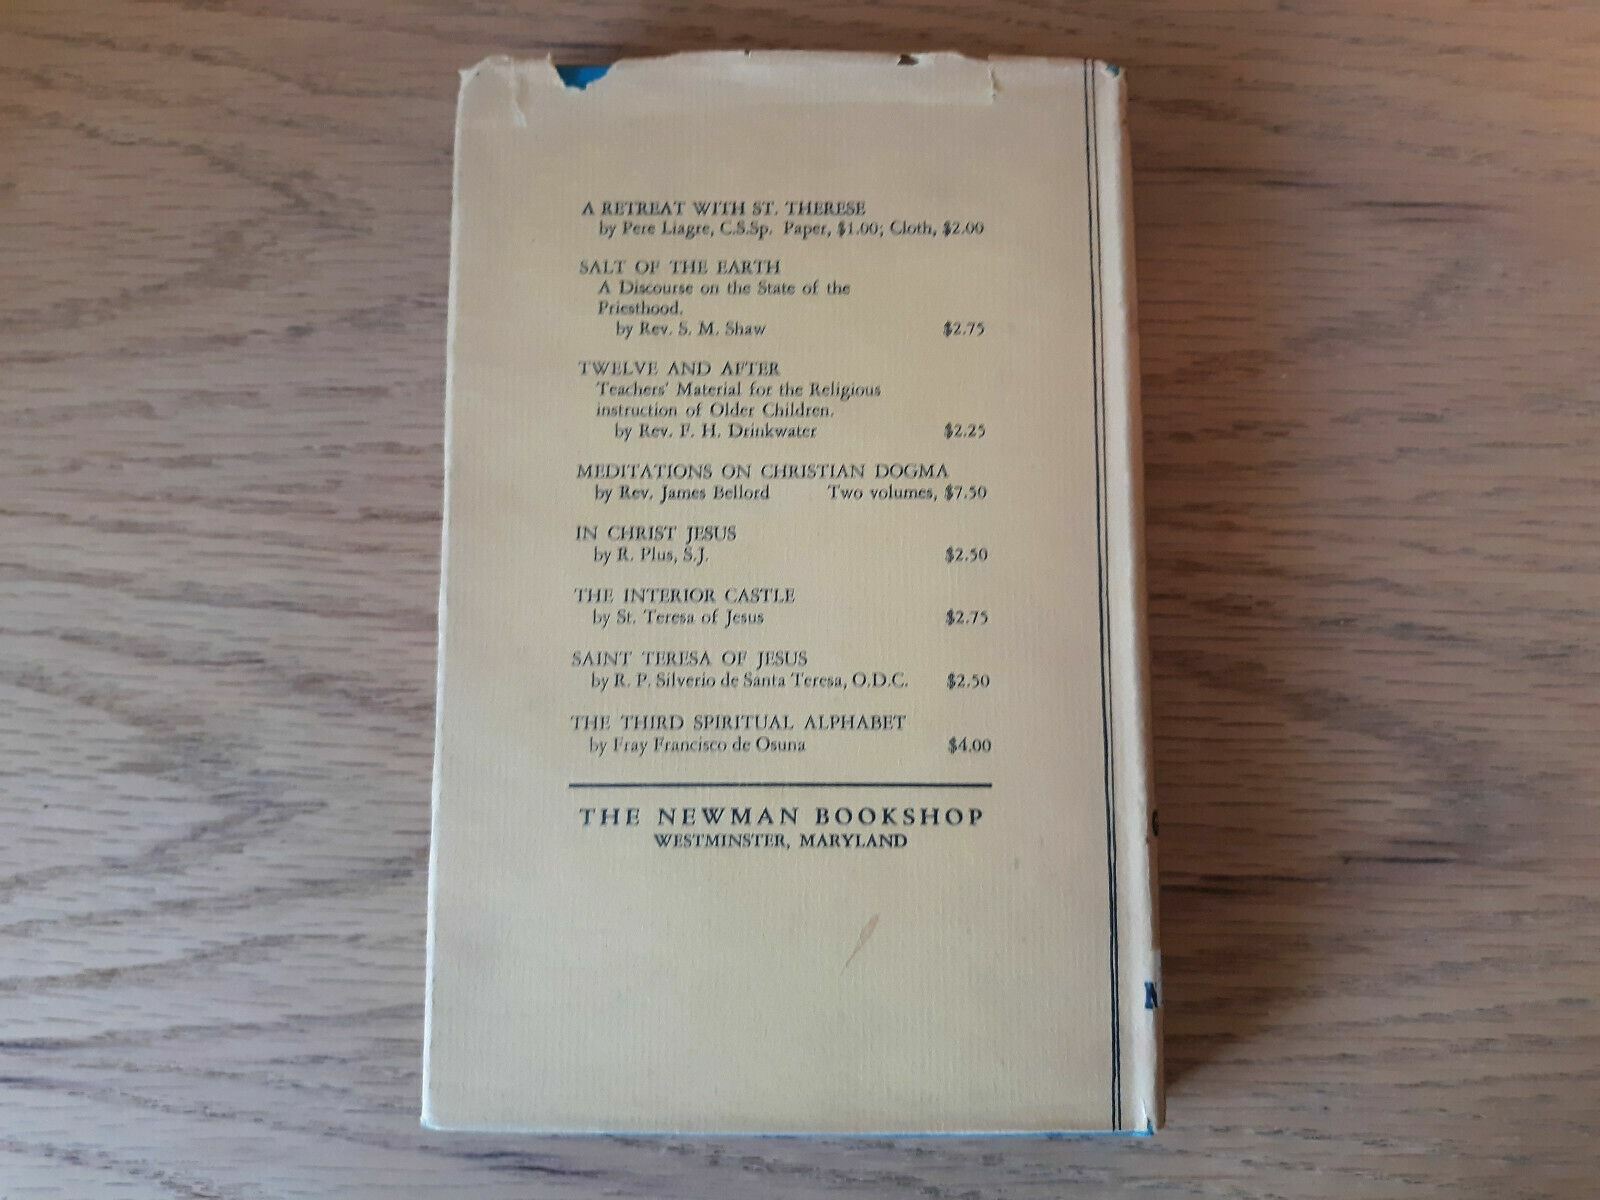 A RETREAT WITH ST. THERESE
by Pere Liagre, C.S.Sp. Paper, $1.00; Cloth, $2.00
SALT OF THE EARTH
A Discourse on the State of the
Priesthood.
by Rev. S. M. Shaw $2.75
TWELVE AND AFTER
Teachers' Material for the Religious
instruction of Older Children.
by Rev. F. H. Drinkwater $2.25
MEDITATIONS ON CHRISTIAN DOGMA
by Rev. James Bellord Two volumes, $7.50
IN CHRIST JESUS
by R. Plus, S.J. $2.50
THE INTERIOR CASTLE
by St. Teresa of Jesus $2.75
SAINT TERESA OF JESUS
by R. P. Silverio de Santa Teresa, O.D.C. $2.50
THE THIRD SPIRITUAL ALPHABET
by Fray Francisco de Osuna $4.00
THE NEWMAN BOOKSHOP
WESTMINSTER, MARYLAND